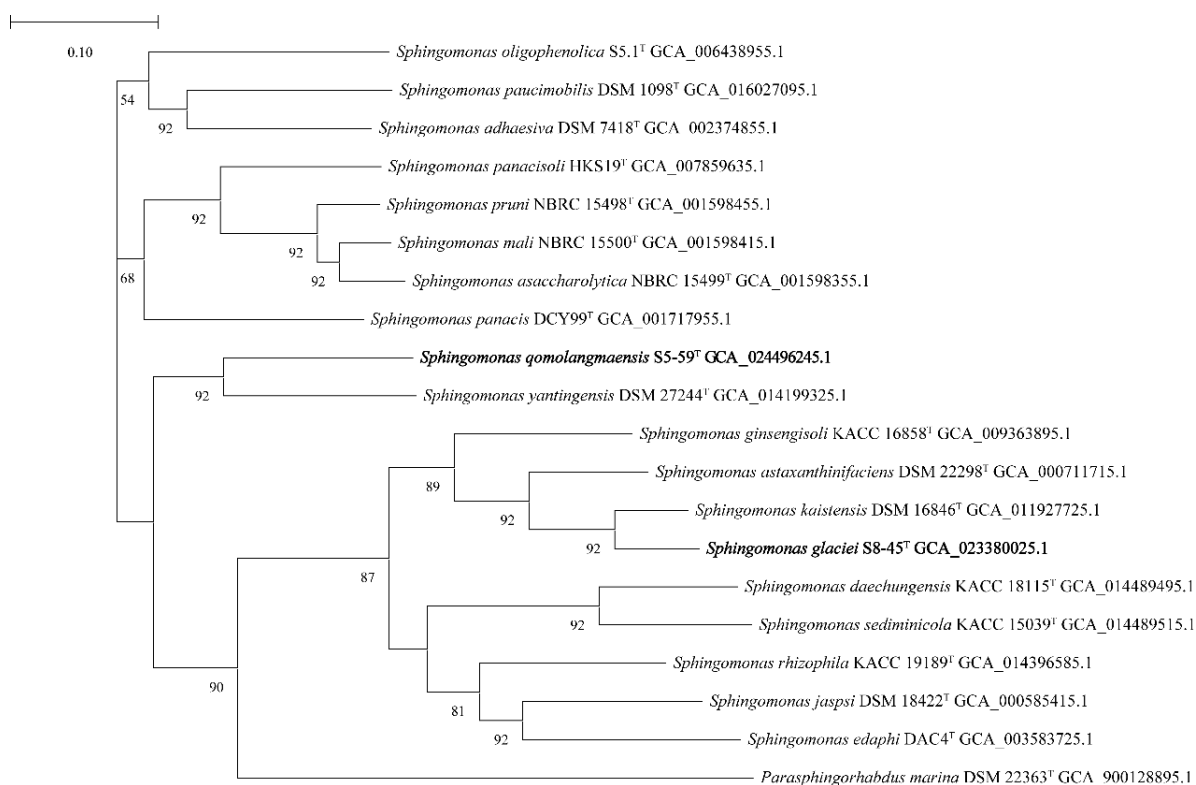 0.10
Sphingomonas oligophenolica S5.1ᵀ GCA_006438955.1
54
Sphingomonas paucimobilis DSM 1098ᵀ GCA_016027095.1
92
Sphingomonas adhaesiva DSM 7418ᵀ GCA_002374855.1
Sphingomonas panacisoli HKS19ᵀ GCA_007859635.1
92
Sphingomonas pruni NBRC 15498ᵀ GCA_001598455.1
92
Sphingomonas mali NBRC 15500ᵀ GCA_001598415.1
68
92
Sphingomonas asaccharolytica NBRC 15499ᵀ GCA_001598355.1
Sphingomonas panacis DCY99ᵀ GCA_001717955.1
Sphingomonas qomolangmaensis S5-59ᵀ GCA_024496245.1
92
Sphingomonas yantingensis DSM 27244ᵀ GCA_014199325.1
Sphingomonas ginsengisoli KACC 16858ᵀ GCA_009363895.1
89
Sphingomonas astaxanthinifaciens DSM 22298ᵀ GCA_000711715.1
92
Sphingomonas kaistensis DSM 16846ᵀ GCA_011927725.1
92
Sphingomonas glaciei S8-45ᵀ GCA_023380025.1
87
Sphingomonas daechungensis KACC 18115ᵀ GCA_014489495.1
92
Sphingomonas sediminicola KACC 15039ᵀ GCA_014489515.1
Sphingomonas rhizophila KACC 19189ᵀ GCA_014396585.1
90
81
Sphingomonas jaspsi DSM 18422ᵀ GCA_000585415.1
92
Sphingomonas edaphi DAC4ᵀ GCA_003583725.1
Parasphingorhabdus marina DSM 22363ᵀ GCA_900128895.1